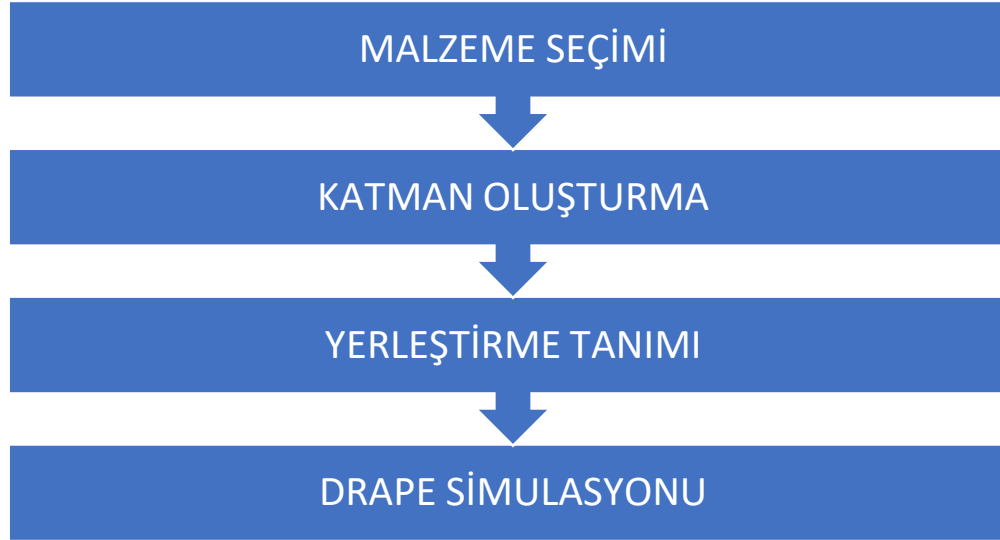 MALZEME SEÇİMİ
KATMAN OLUŞTURMA
YERLEŞTİRME TANIMI
DRAPE SİMULASYONU